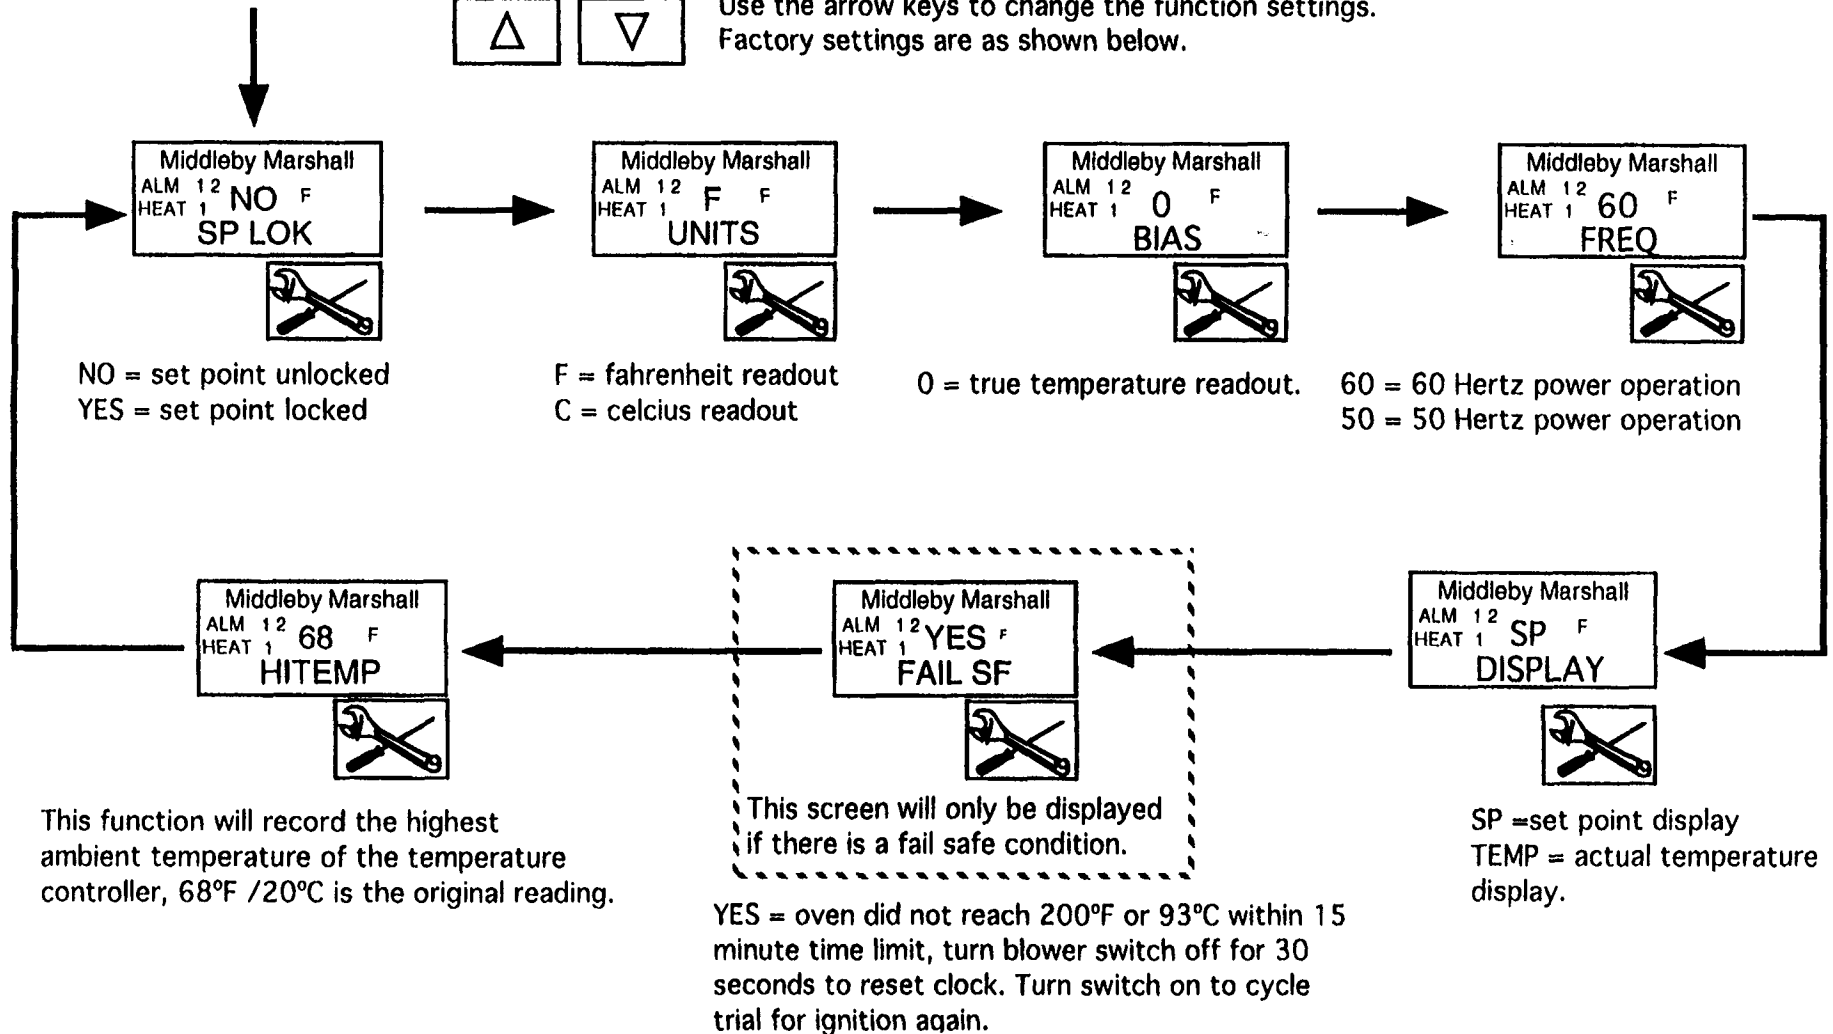 Use the arrow keys to change the function settings.
Factory settings are as shown below.
Middleby Marshall
ALM 1 2 NO F
HEAT 1
SP LOK
Middleby Marshall
ALM 1 2 F F
HEAT 1
UNITS
Middleby Marshall
ALM 1 2 0 F
HEAT 1
BIAS
Middleby Marshall
ALM 1 2 60 F
HEAT 1
FREQ
NO = set point unlocked
YES = set point locked
F = fahrenheit readout
C = celcius readout
0 = true temperature readout.
60 = 60 Hertz power operation
50 = 50 Hertz power operation
Middleby Marshall
ALM 1 2 68 F
HEAT 1
HITEMP
Middleby Marshall
ALM 1 2 YES F
HEAT 1
FAIL SF
Middleby Marshall
ALM 1 2 SP F
HEAT 1
DISPLAY
This function will record the highest
ambient temperature of the temperature
controller, 68ºF /20ºC is the original reading.
This screen will only be displayed
if there is a fail safe condition.
SP =set point display
TEMP = actual temperature
display.
YES = oven did not reach 200ºF or 93ºC within 15
minute time limit, turn blower switch off for 30
seconds to reset clock. Turn switch on to cycle
trial for ignition again.